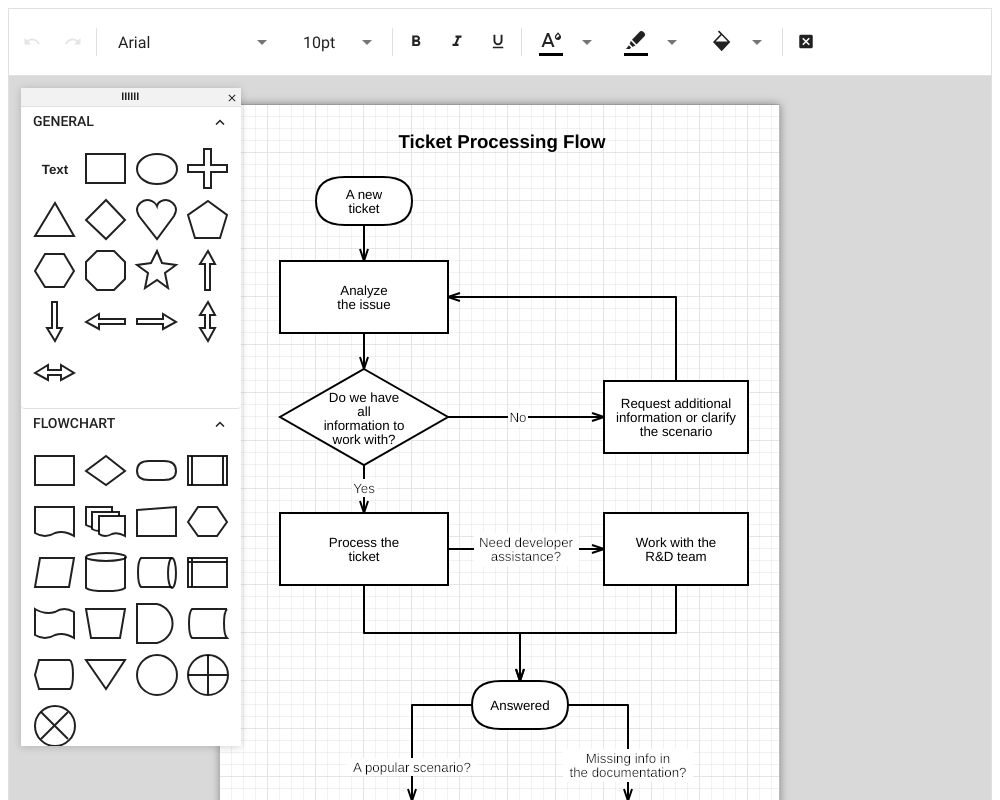 Arial
10pt
B
I
U
A
GENERAL
Text
FLOWCHART
Ticket Processing Flow
A new
ticket
Analyze
the issue
Do we have
all
information to
work with?
No
Request additional
information or clarify
the scenario
Yes
Process the
ticket
Need developer
assistance?
Work with the
R&D team
Answered
A popular scenario?
Missing info in
the documentation?